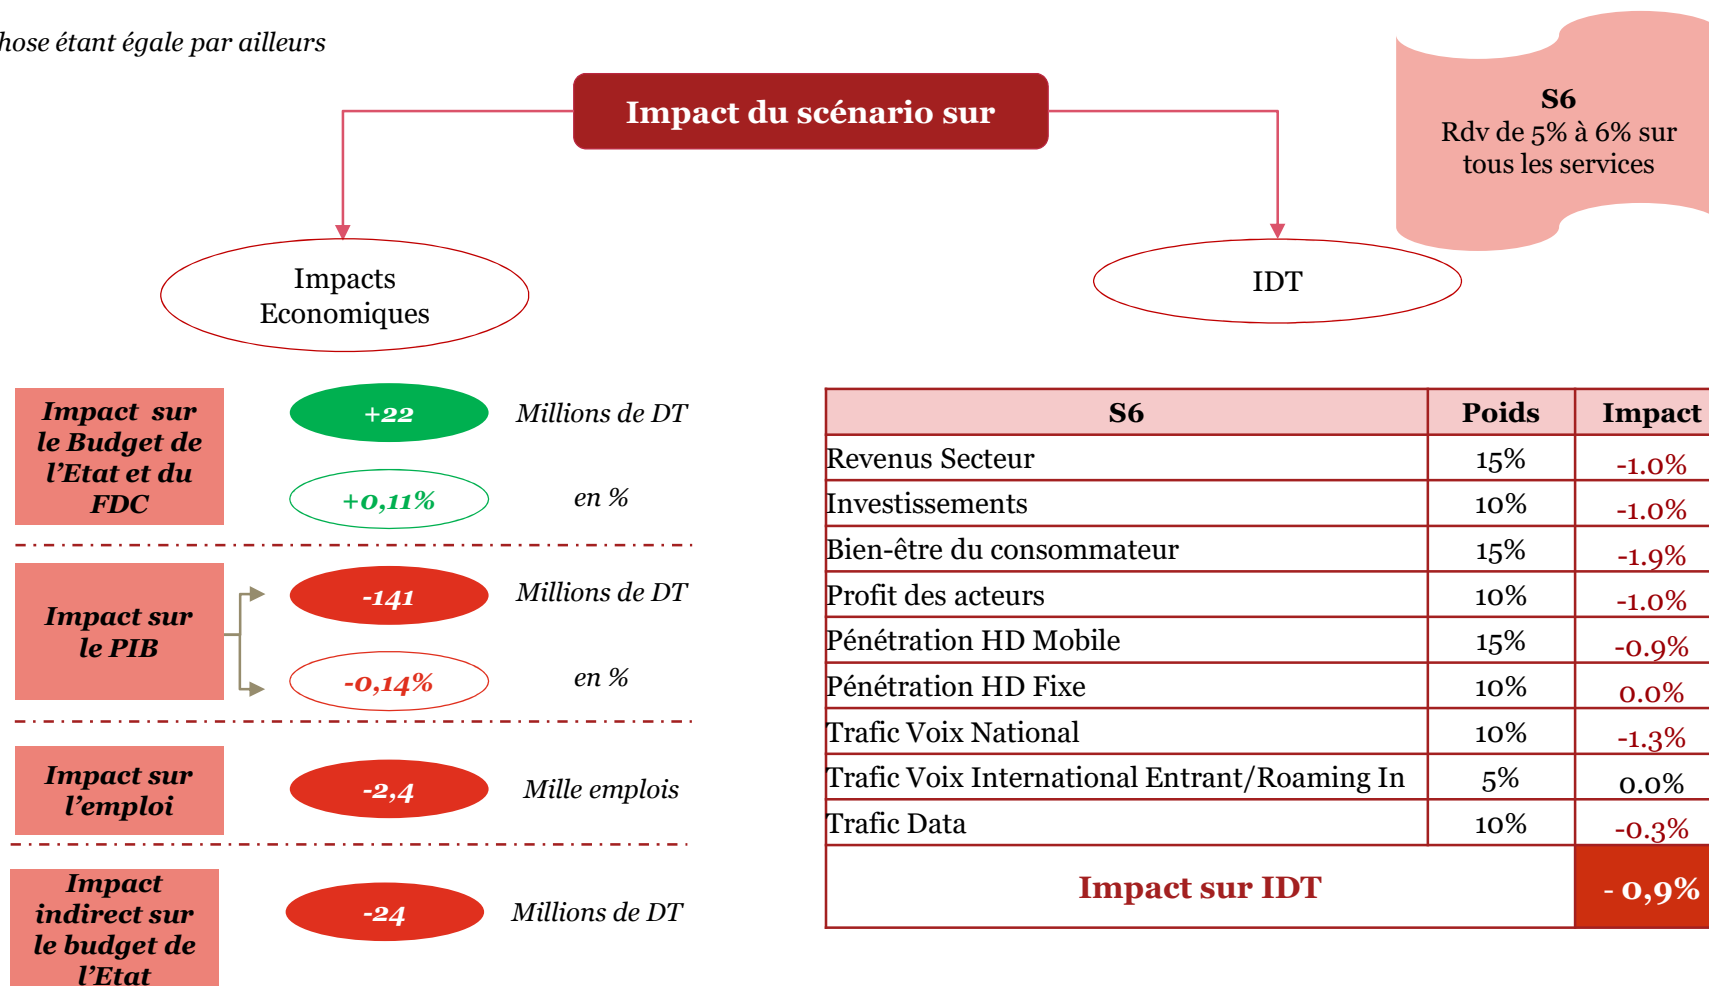 hose étant égale par ailleurs
Impact du scénario sur
S6
Rdv de 5% à 6% sur
tous les services
Impacts
Economiques
IDT
Impact sur
le Budget de
l’Etat et du
FDC
+22
Millions de DT
+0,11%
en %
Impact sur
le PIB
-141
Millions de DT
-0,14%
en %
Impact sur
l’emploi
-2,4
Mille emplois
Impact
indirect sur
le budget de
l’Etat
-24
Millions de DT
S6 Poids Impact
Revenus Secteur 15% -1.0%
Investissements 10% -1.0%
Bien-être du consommateur 15% -1.9%
Profit des acteurs 10% -1.0%
Pénétration HD Mobile 15% -0.9%
Pénétration HD Fixe 10% 0.0%
Trafic Voix National 10% -1.3%
Trafic Voix International Entrant/Roaming In 5% 0.0%
Trafic Data 10% -0.3%
Impact sur IDT - 0,9%